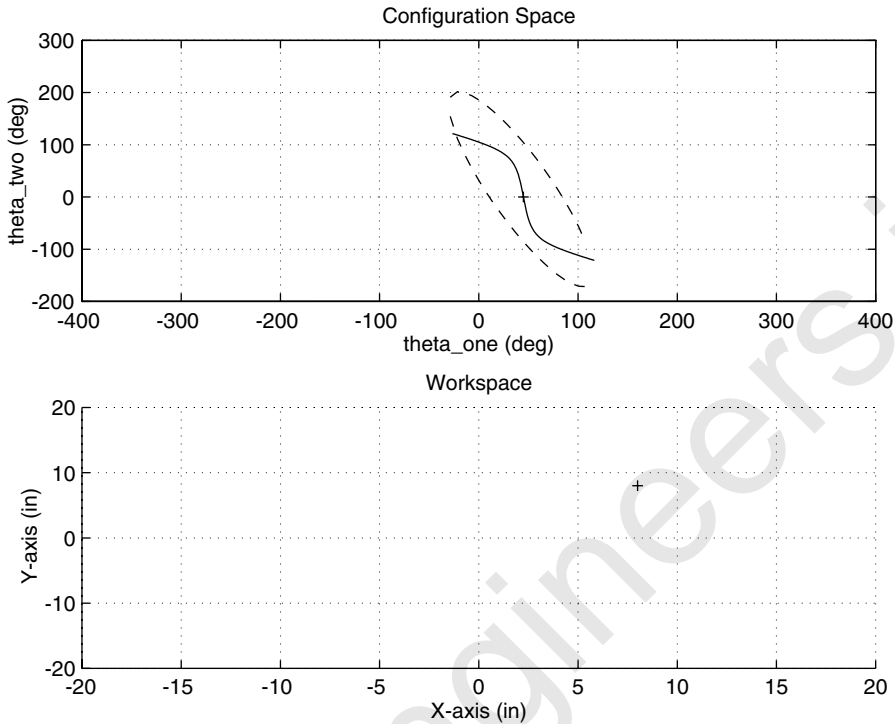 Configuration Space
300
200
100
0
-100
-200
theta_two (deg)
-400 -300 -200 -100 0 100 200 300 400
theta_one (deg)
Workspace
20
10
0
-10
-20
Y-axis (in)
-20 -15 -10 -5 0 5 10 15 20
X-axis (in)
gineers